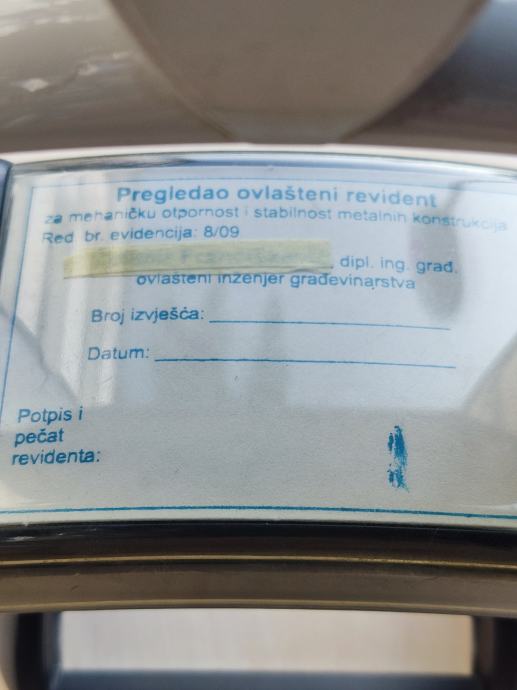 Pregledao ovlašteni revident
za mehaničku otpornost i stabilnost metalnih konstrukcija
Red. br. evidencija: 8/09
, dipl. ing. građ.
ovlašteni inženjer građevinarstva
Broj izvješća:
Datum:
Potpis i
pečat
revidenta: